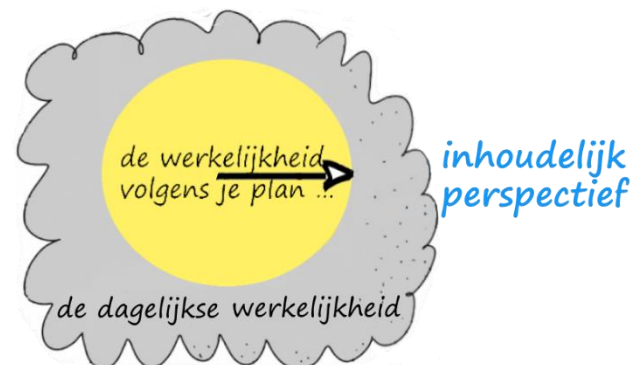 de werkelijkheid
volgens je plan ...
inhoudelijk
perspectief
de dagelijkse werkelijkheid